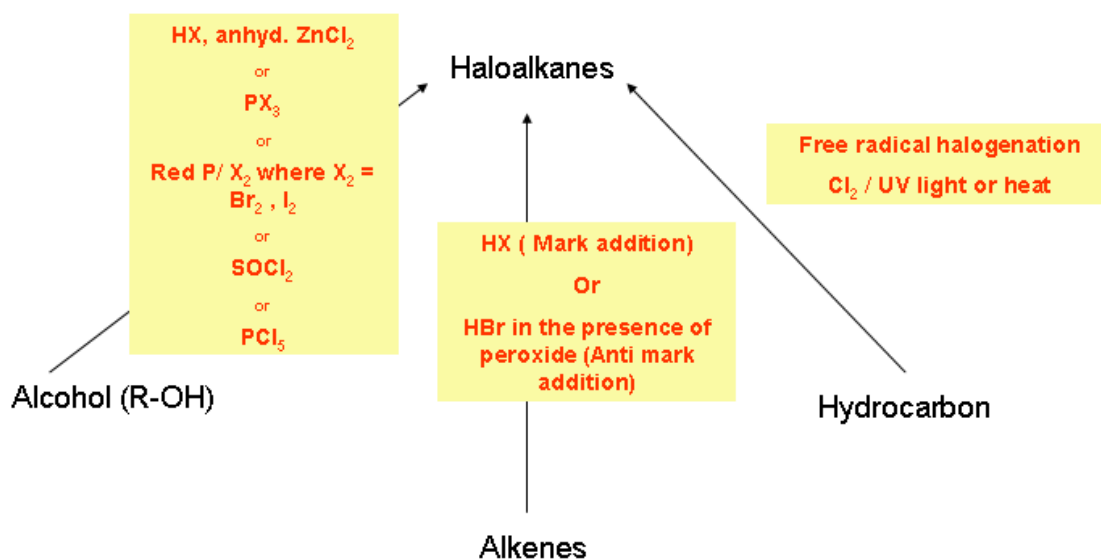 HX, anhyd. ZnCl₂
or
PX₃
or
Red P/ X₂ where X₂ =
Br₂ , I₂
or
SOCl₂
or
PCl₅
Haloalkanes
Free radical halogenation
Cl₂ / UV light or heat
HX ( Mark addition)
Or
HBr in the presence of
peroxide (Anti mark
addition)
Alcohol (R-OH)
Hydrocarbon
Alkenes